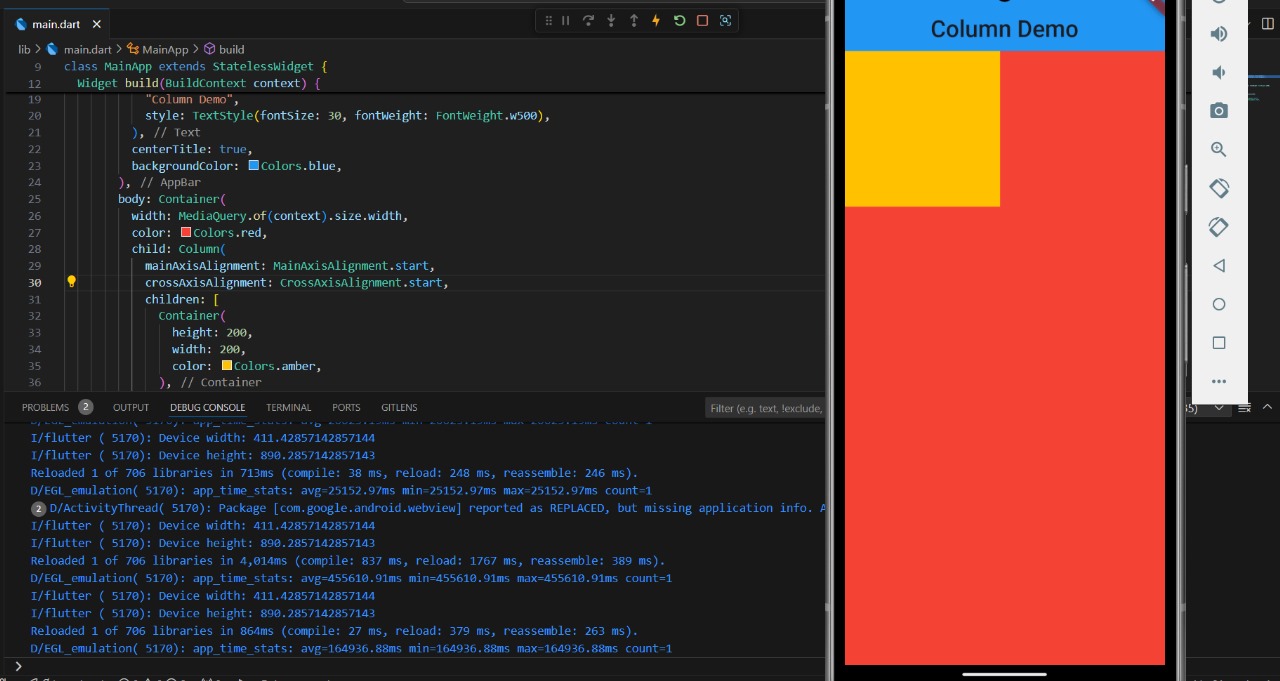 main.dart
lib > main.dart > MainApp > build
9 class MainApp extends StatelessWidget {
12 Widget build(BuildContext context) {
19 "Column Demo",
20 style: TextStyle(fontSize: 30, fontWeight: FontWeight.w500),
21 ), // Text
22 centerTitle: true,
23 backgroundColor: Colors.blue,
24 ), // AppBar
25 body: Container(
26 width: MediaQuery.of(context).size.width,
27 color: Colors.red,
28 child: Column(
29 mainAxisAlignment: MainAxisAlignment.start,
30 crossAxisAlignment: CrossAxisAlignment.start,
31 children: [
32 Container(
33 height: 200,
34 width: 200,
35 color: Colors.amber,
36 ), // Container
Column Demo
PROBLEMS 2 OUTPUT DEBUG CONSOLE TERMINAL PORTS GITLENS Filter (e.g. text, !exclude,
I/flutter ( 5170): Device width: 411.42857142857144
I/flutter ( 5170): Device height: 890.2857142857143
Reloaded 1 of 706 libraries in 713ms (compile: 38 ms, reload: 248 ms, reassemble: 246 ms).
D/EGL_emulation( 5170): app_time_stats: avg=25152.97ms min=25152.97ms max=25152.97ms count=1
2 D/ActivityThread( 5170): Package [com.google.android.webview] reported as REPLACED, but missing application info. A
I/flutter ( 5170): Device width: 411.42857142857144
I/flutter ( 5170): Device height: 890.2857142857143
Reloaded 1 of 706 libraries in 4,014ms (compile: 837 ms, reload: 1767 ms, reassemble: 389 ms).
D/EGL_emulation( 5170): app_time_stats: avg=455610.91ms min=455610.91ms max=455610.91ms count=1
I/flutter ( 5170): Device width: 411.42857142857144
I/flutter ( 5170): Device height: 890.2857142857143
Reloaded 1 of 706 libraries in 864ms (compile: 27 ms, reload: 379 ms, reassemble: 263 ms).
D/EGL_emulation( 5170): app_time_stats: avg=164936.88ms min=164936.88ms max=164936.88ms count=1